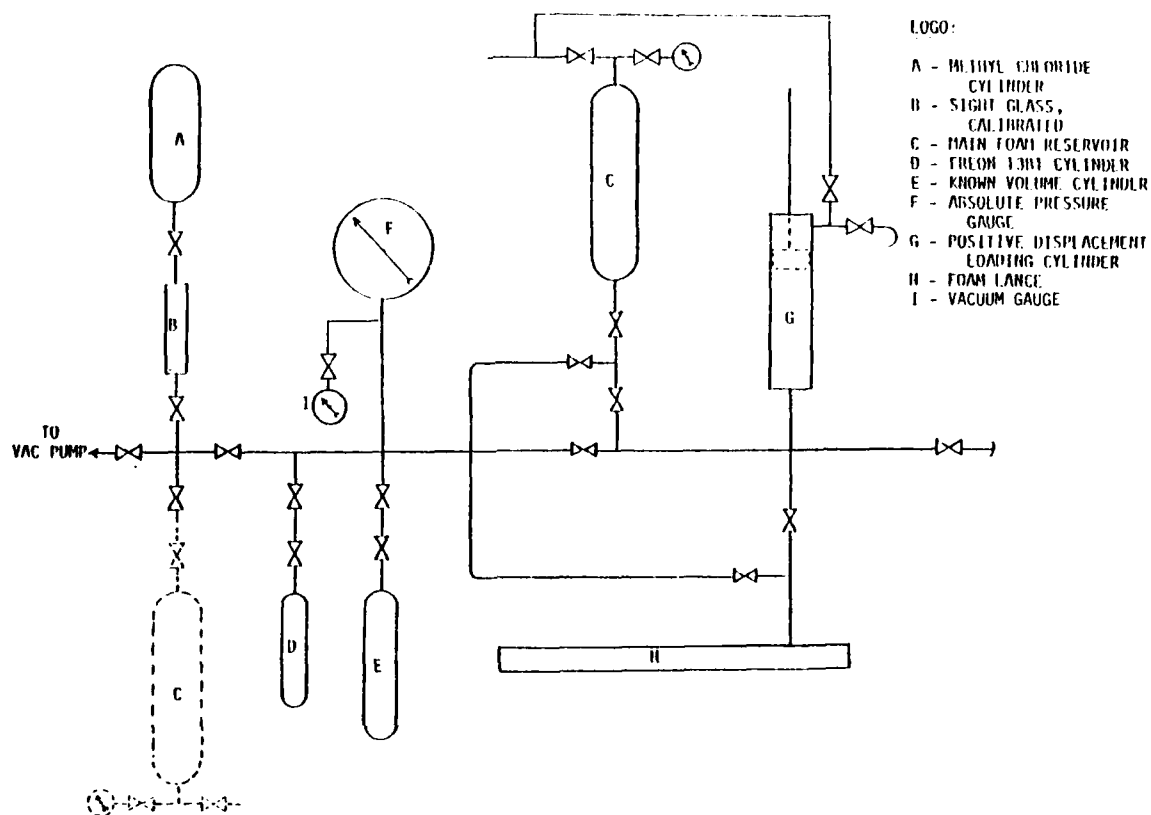 LOGO:
A - METHYL CHLORIDE
CYLINDER
B - SIGHT GLASS,
CALIBRATED
C - MAIN FOAM RESERVOIR
D - FREON 13B1 CYLINDER
E - KNOWN VOLUME CYLINDER
F - ABSOLUTE PRESSURE
GAUGE
G - POSITIVE DISPLACEMENT
LOADING CYLINDER
H - FOAM LANCE
I - VACUUM GAUGE
A
C
F
B
G
I
TO
VAC PUMP
D
E
H
C